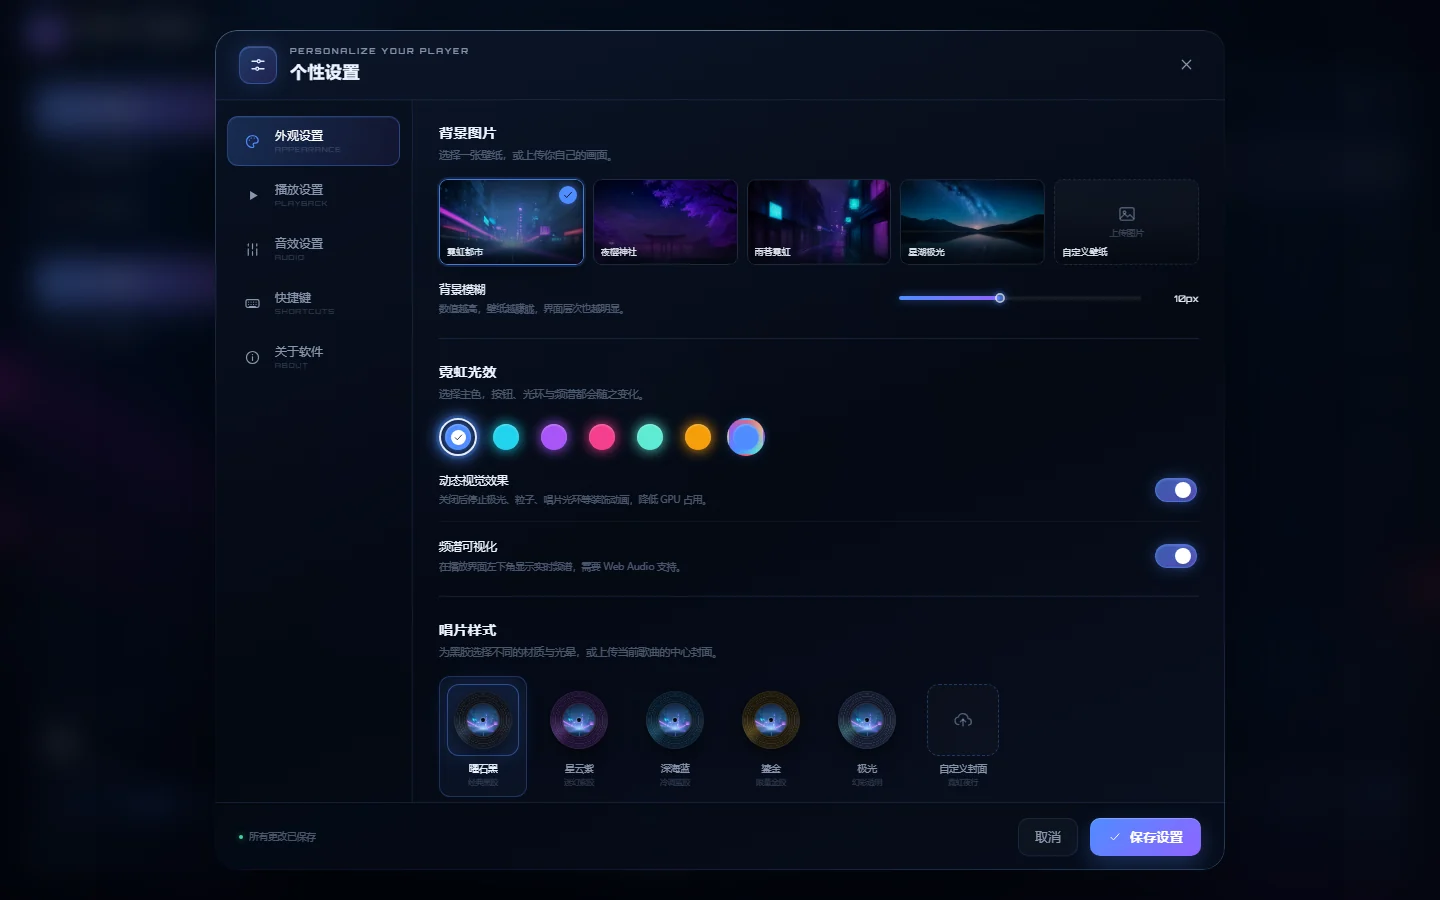 PERSONALIZE YOUR PLAYER
个性设置
外观设置
APPEARANCE
播放设置
PLAYBACK
音效设置
AUDIO
快捷键
SHORTCUTS
关于软件
ABOUT
背景图片
选择一张壁纸，或上传你自己的画面。
霓虹都市
夜樱神社
雨巷霓虹
星湖极光
上传图片
自定义壁纸
背景模糊
数值越高，壁纸越朦胧，界面层次也越明显。
10px
霓虹光效
选择主色，按钮、光环与频谱都会随之变化。
动态视觉效果
关闭后停止极光、粒子、唱片光环等装饰动画，降低 GPU 占用。
频谱可视化
在播放界面左下角显示实时频谱，需要 Web Audio 支持。
唱片样式
为黑胶选择不同的材质与光晕，或上传当前歌曲的中心封面。
曜石黑
经典黑胶
星云紫
迷幻紫胶
深海蓝
鎏金
极光
自定义封面
所有更改已保存
取消
保存设置